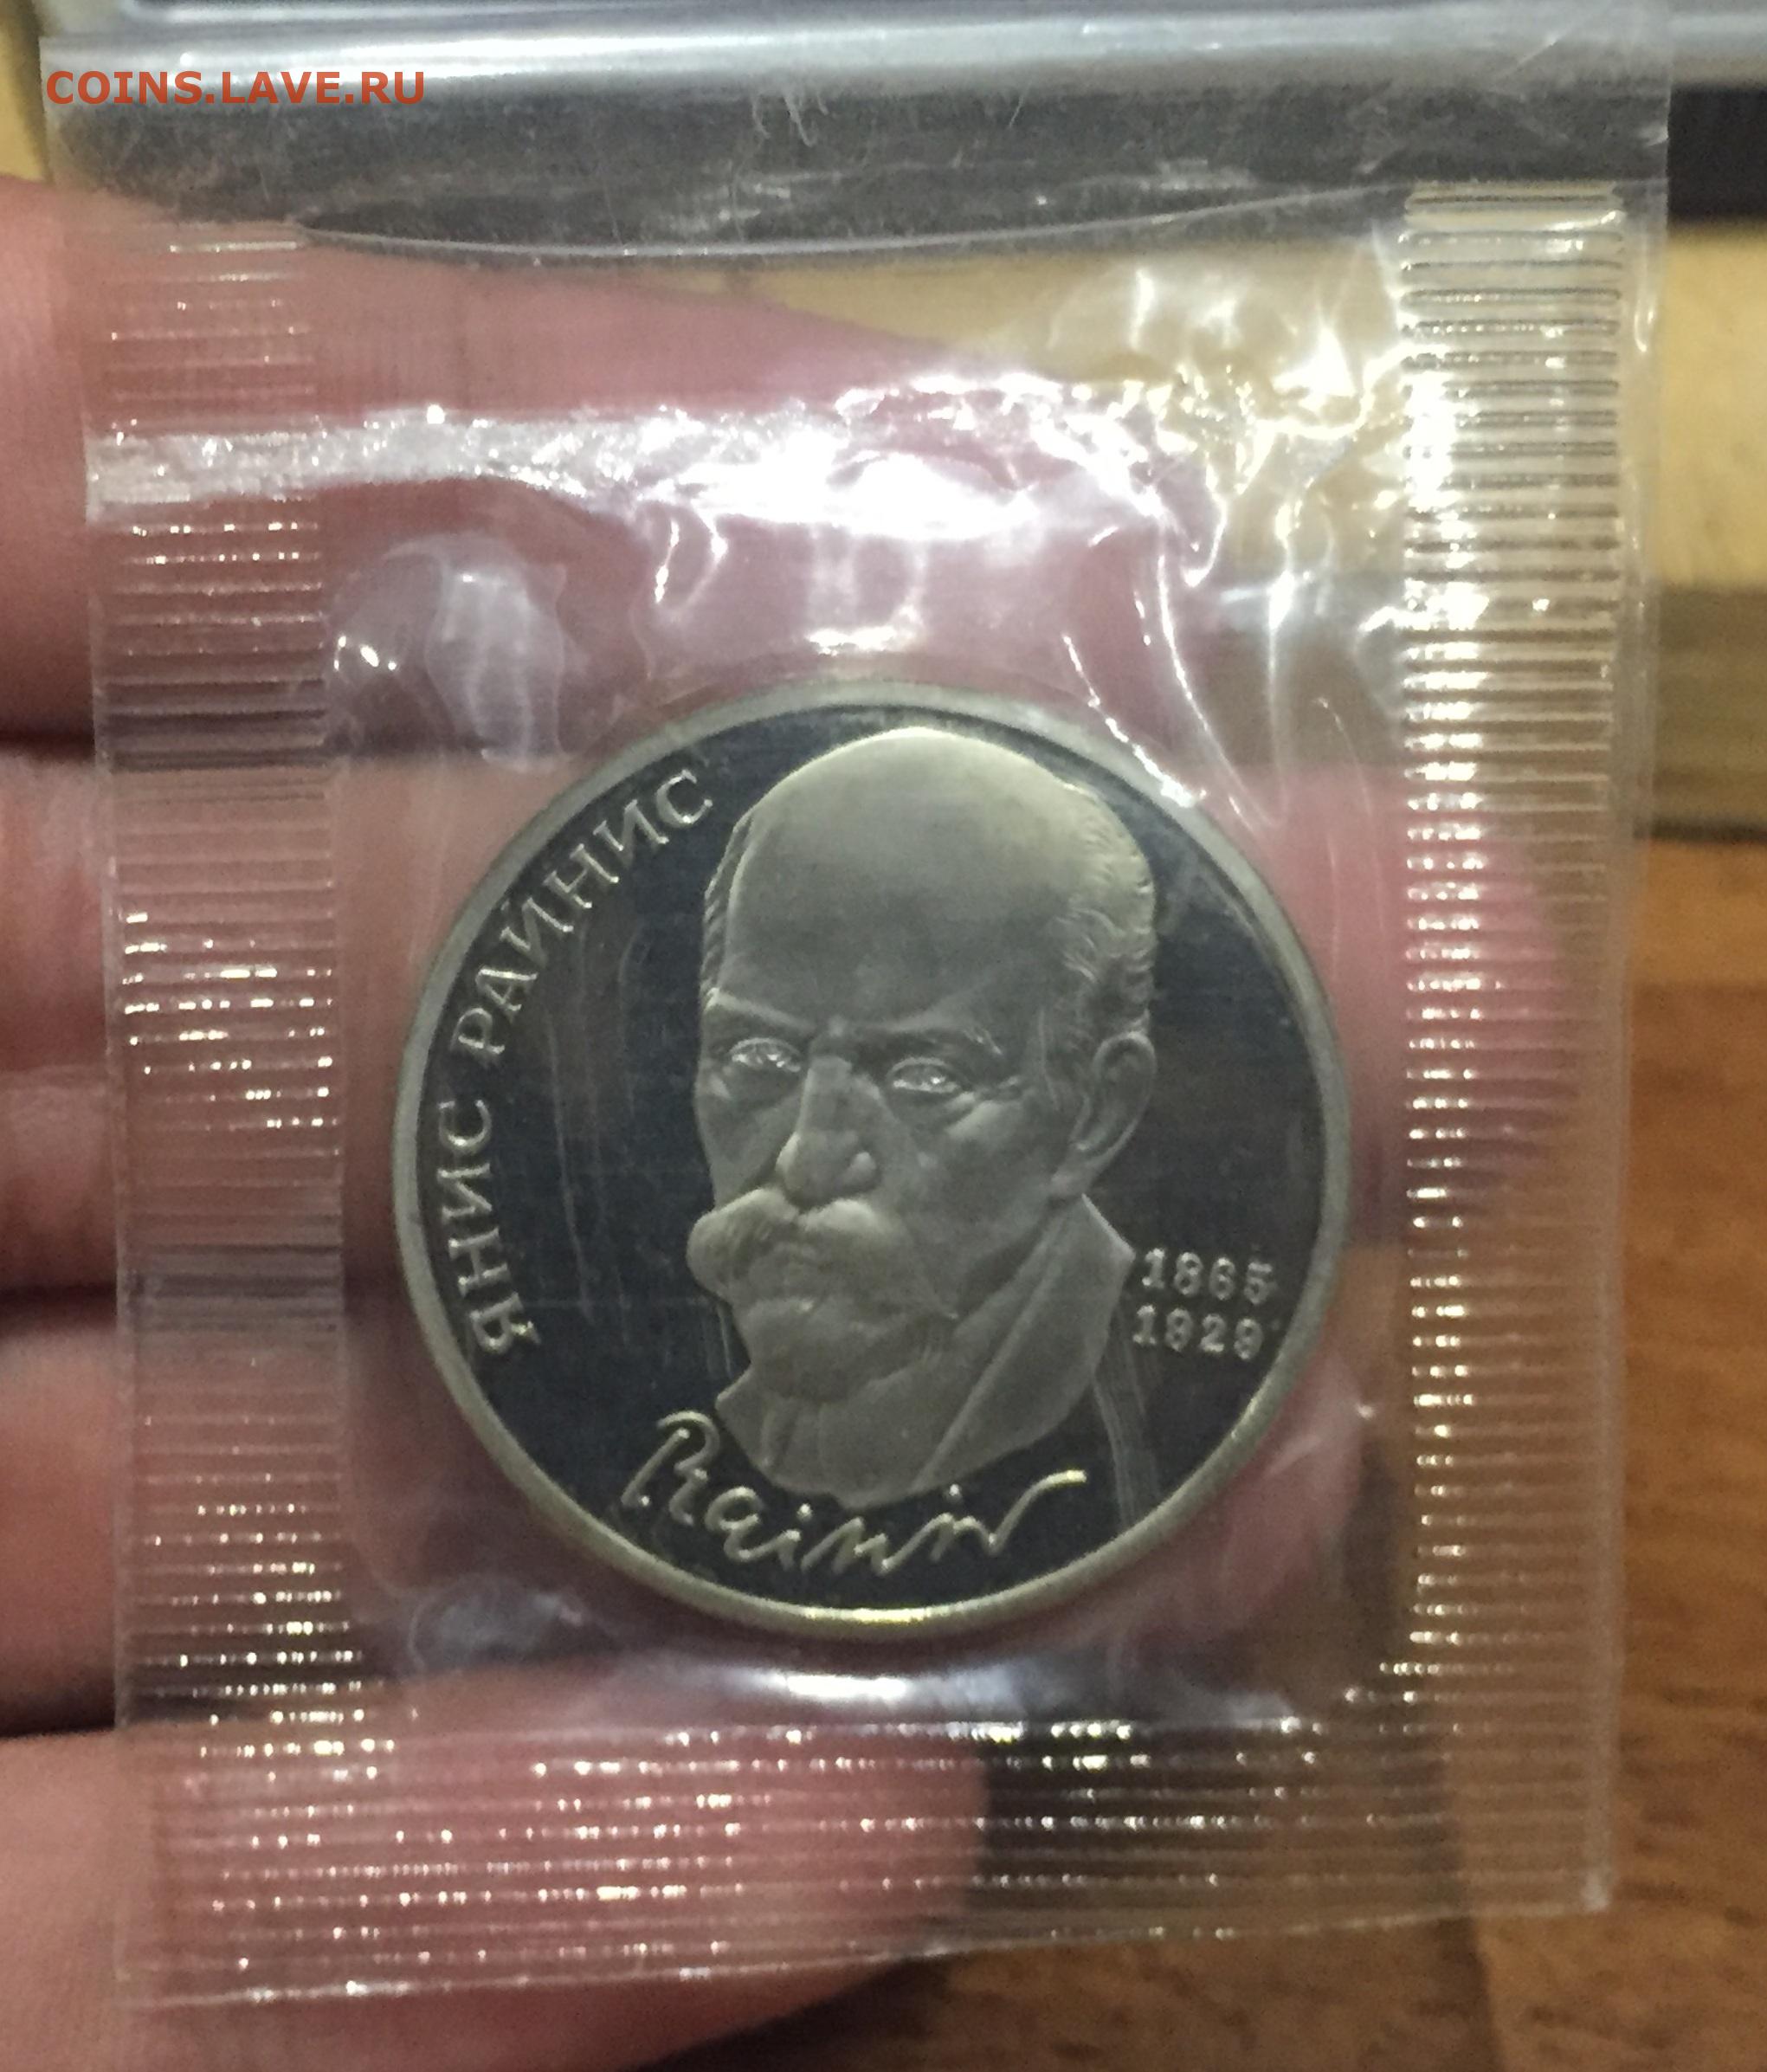 COINS.LAVE.RU
ЯНИС РАЙНИС
1865
1929
Rainis